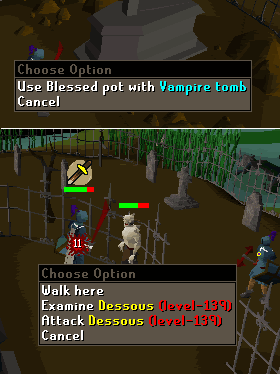 Choose Option
Use Blessed pot with Vampire tomb
Cancel
11
Choose Option
Walk here
Examine Dessous (level-139)
Attack Dessous (level-139)
Cancel